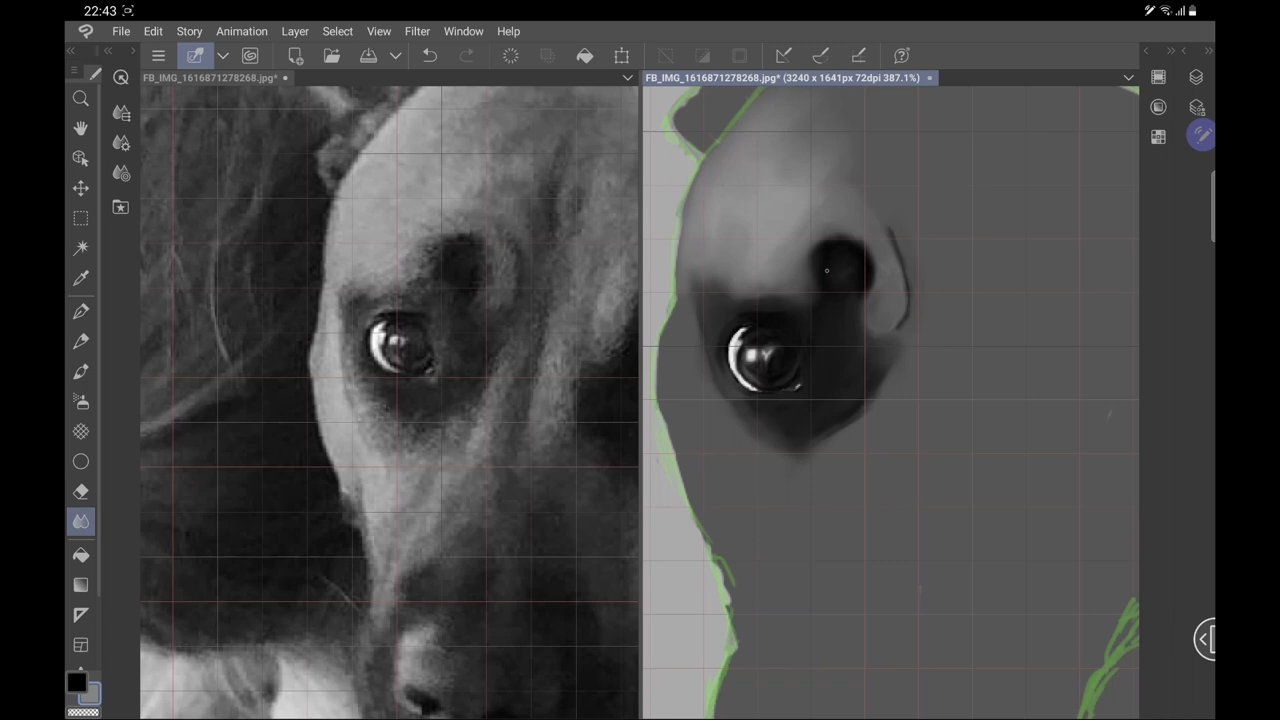 22:43
File Edit Story Animation Layer Select View Filter Window Help
FB_IMG_1616871278268.jpg*
FB_IMG_1616871278268.jpg* (3240 x 1641px 72dpi 387.1%)